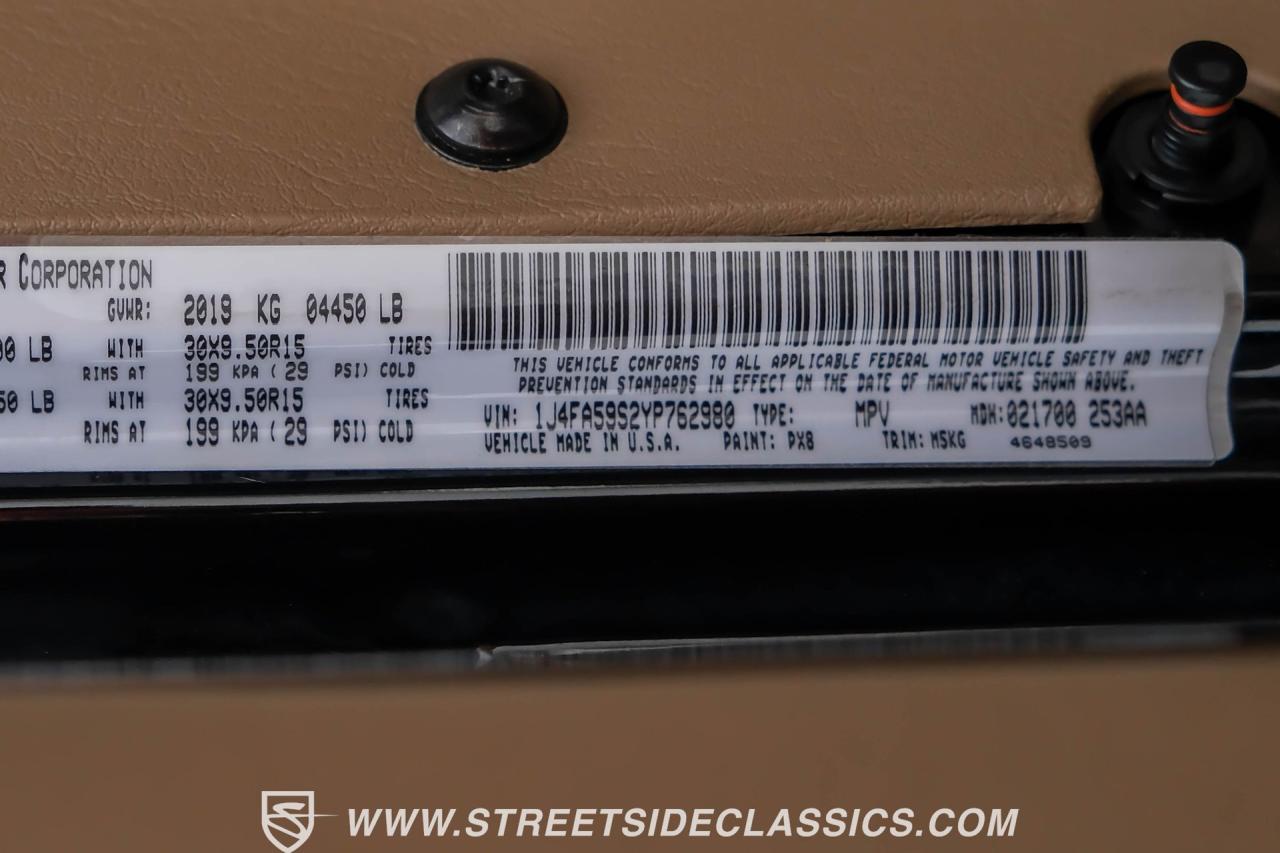 R CORPORATION
GVWR: 2019 KG 04450 LB
00 LB WITH 30X9.50R15 TIRES
RIMS AT 199 KPA ( 29 PSI) COLD
50 LB WITH 30X9.50R15 TIRES
RIMS AT 199 KPA ( 29 PSI) COLD
THIS VEHICLE CONFORMS TO ALL APPLICABLE FEDERAL MOTOR VEHICLE SAFETY AND THEFT
PREVENTION STANDARDS IN EFFECT ON THE DATE OF MANUFACTURE SHOWN ABOVE.
VIN: 1J4FA59S2YP762980 TYPE: MPV MDH: 021700 253AA
VEHICLE MADE IN U.S.A. PAINT: PX8 TRIM: MSKG 4648509
WWW.STREETSIDECLASSICS.COM